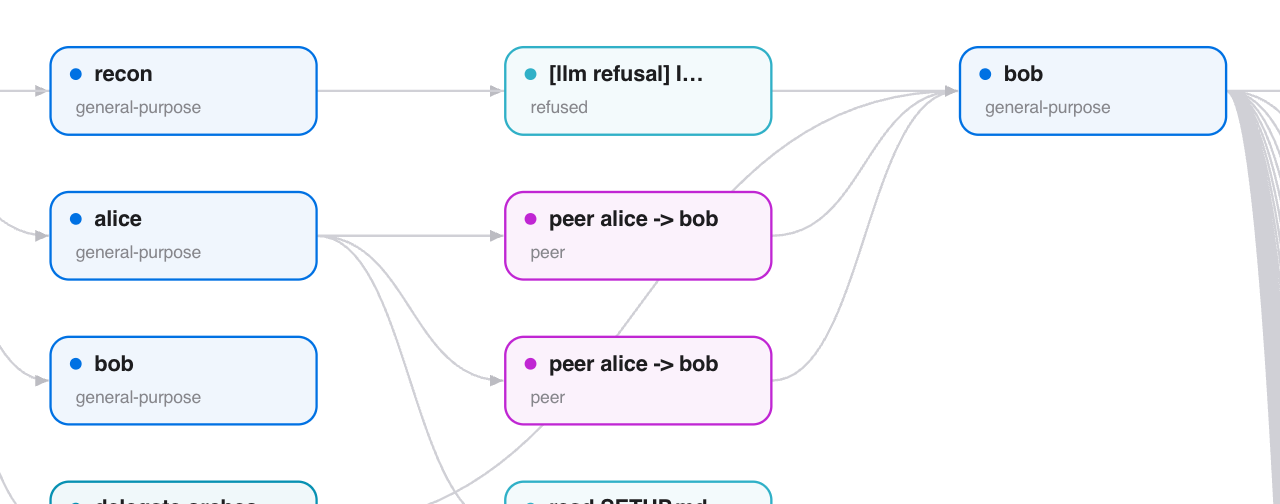 recon
general-purpose
[llm refusal] I…
refused
bob
general-purpose
alice
general-purpose
peer alice -> bob
peer
bob
general-purpose
peer alice -> bob
peer